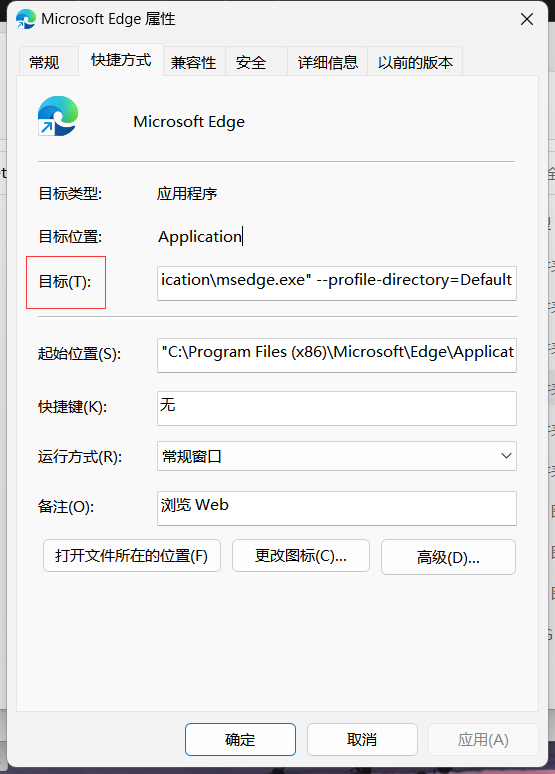 Microsoft Edge 属性
常规 快捷方式 兼容性 安全 详细信息 以前的版本
Microsoft Edge
目标类型: 应用程序
目标位置: Application
目标(T): ication\msedge.exe" --profile-directory=Default
起始位置(S): "C:\Program Files (x86)\Microsoft\Edge\Applicat
快捷键(K): 无
运行方式(R): 常规窗口
备注(O): 浏览 Web
打开文件所在的位置(F) 更改图标(C)... 高级(D)...
确定 取消 应用(A)